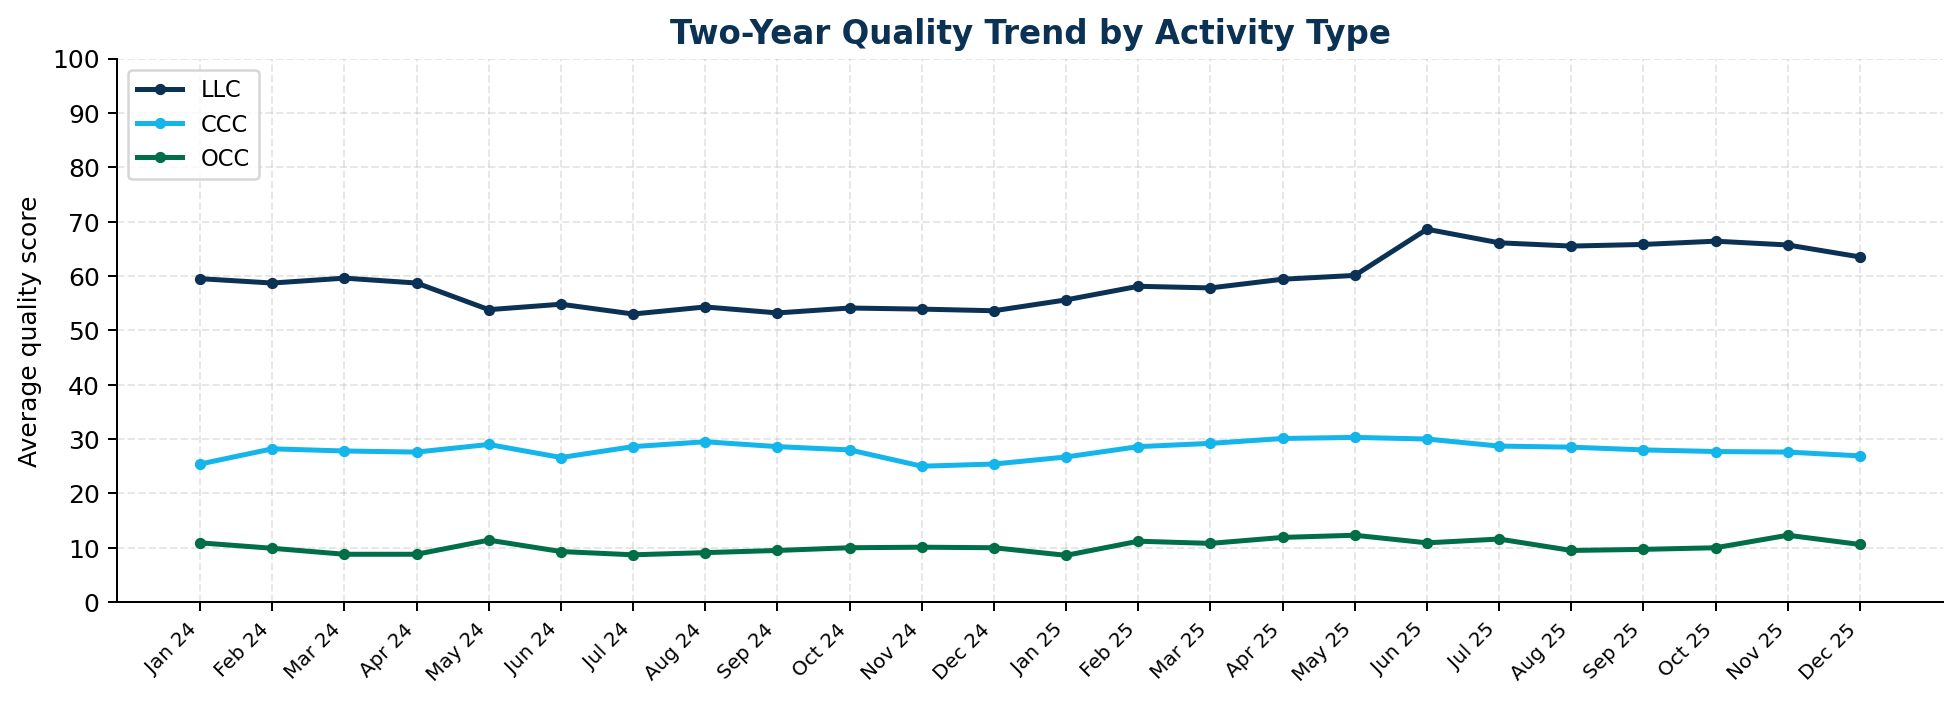 Two-Year Quality Trend by Activity Type
100
90
80
70
60
50
40
30
20
10
0
Average quality score
LLC
CCC
OCC
Jan 24
Feb 24
Mar 24
Apr 24
May 24
Jun 24
Jul 24
Aug 24
Sep 24
Oct 24
Nov 24
Dec 24
Jan 25
Feb 25
Mar 25
Apr 25
May 25
Jun 25
Jul 25
Aug 25
Sep 25
Oct 25
Nov 25
Dec 25